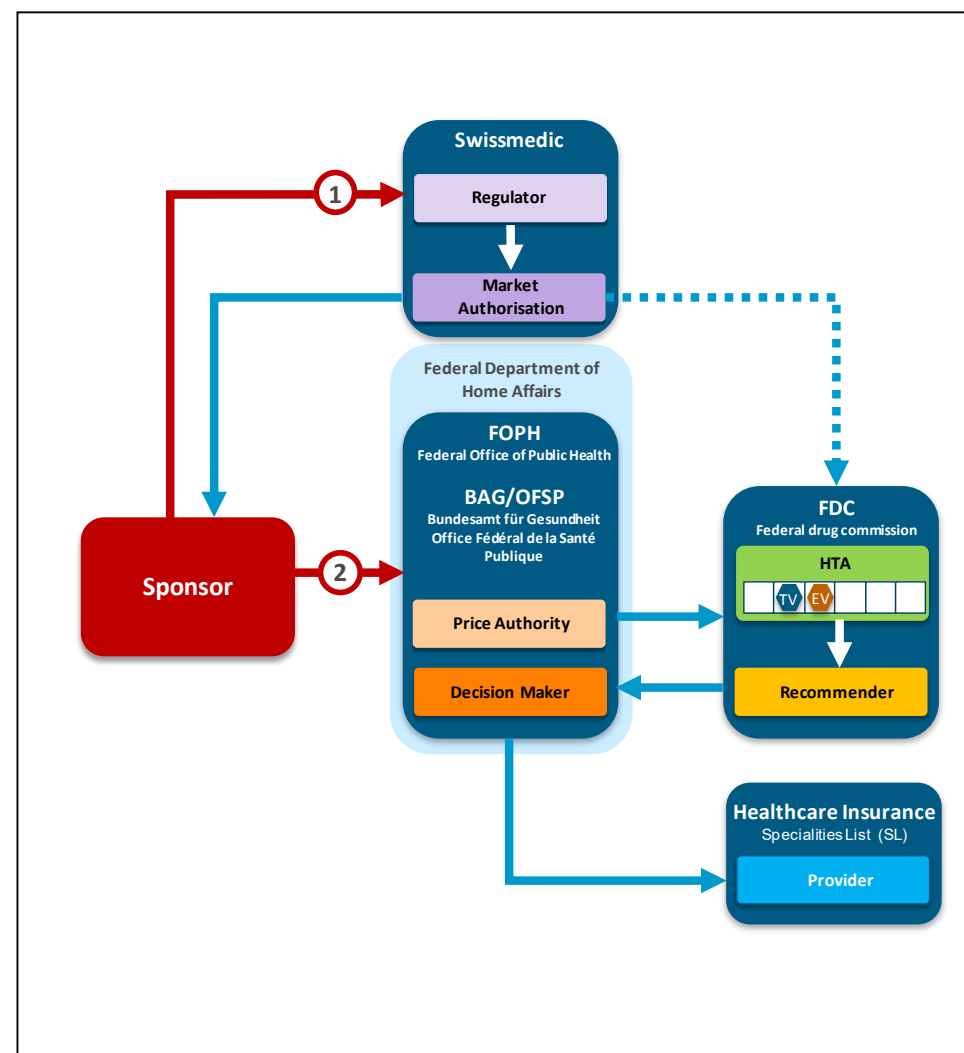 Swissmedic
1
Regulator
Market
Authorisation
Federal Department of
Home Affairs
FOPH
Federal Office of Public Health
BAG/OFSP
Bundesamt für Gesundheit
Office Fédéral de la Santé
Publique
Sponsor
2
Price Authority
Decision Maker
FDC
Federal drug commission
HTA
TV EV
Recommender
Healthcare Insurance
Specialities List (SL)
Provider